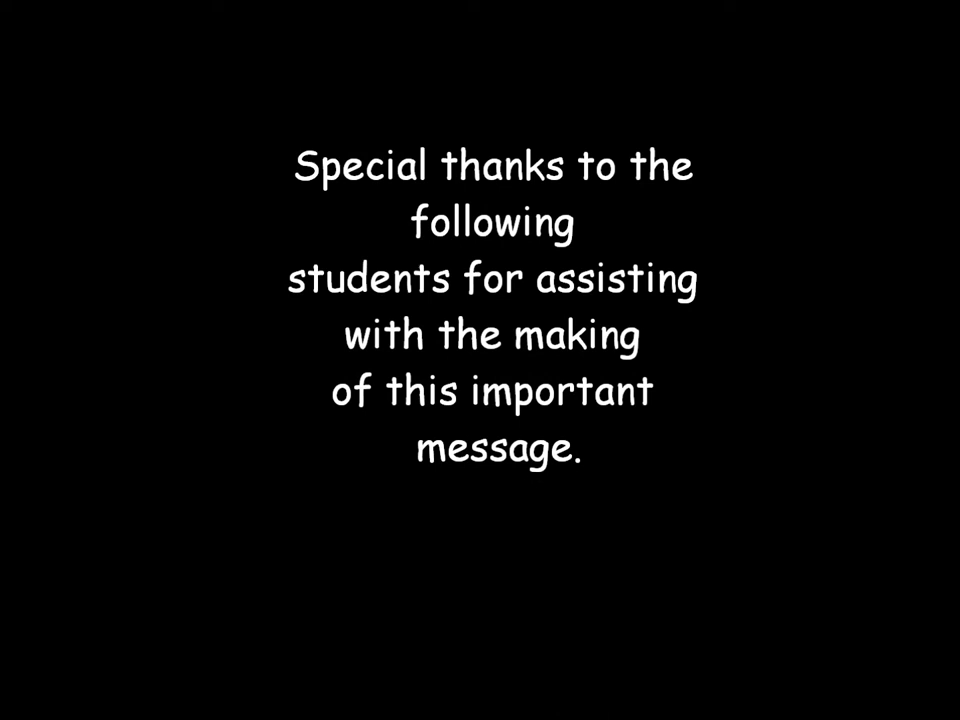 Special thanks to the
following
students for assisting
with the making
of this important
message.